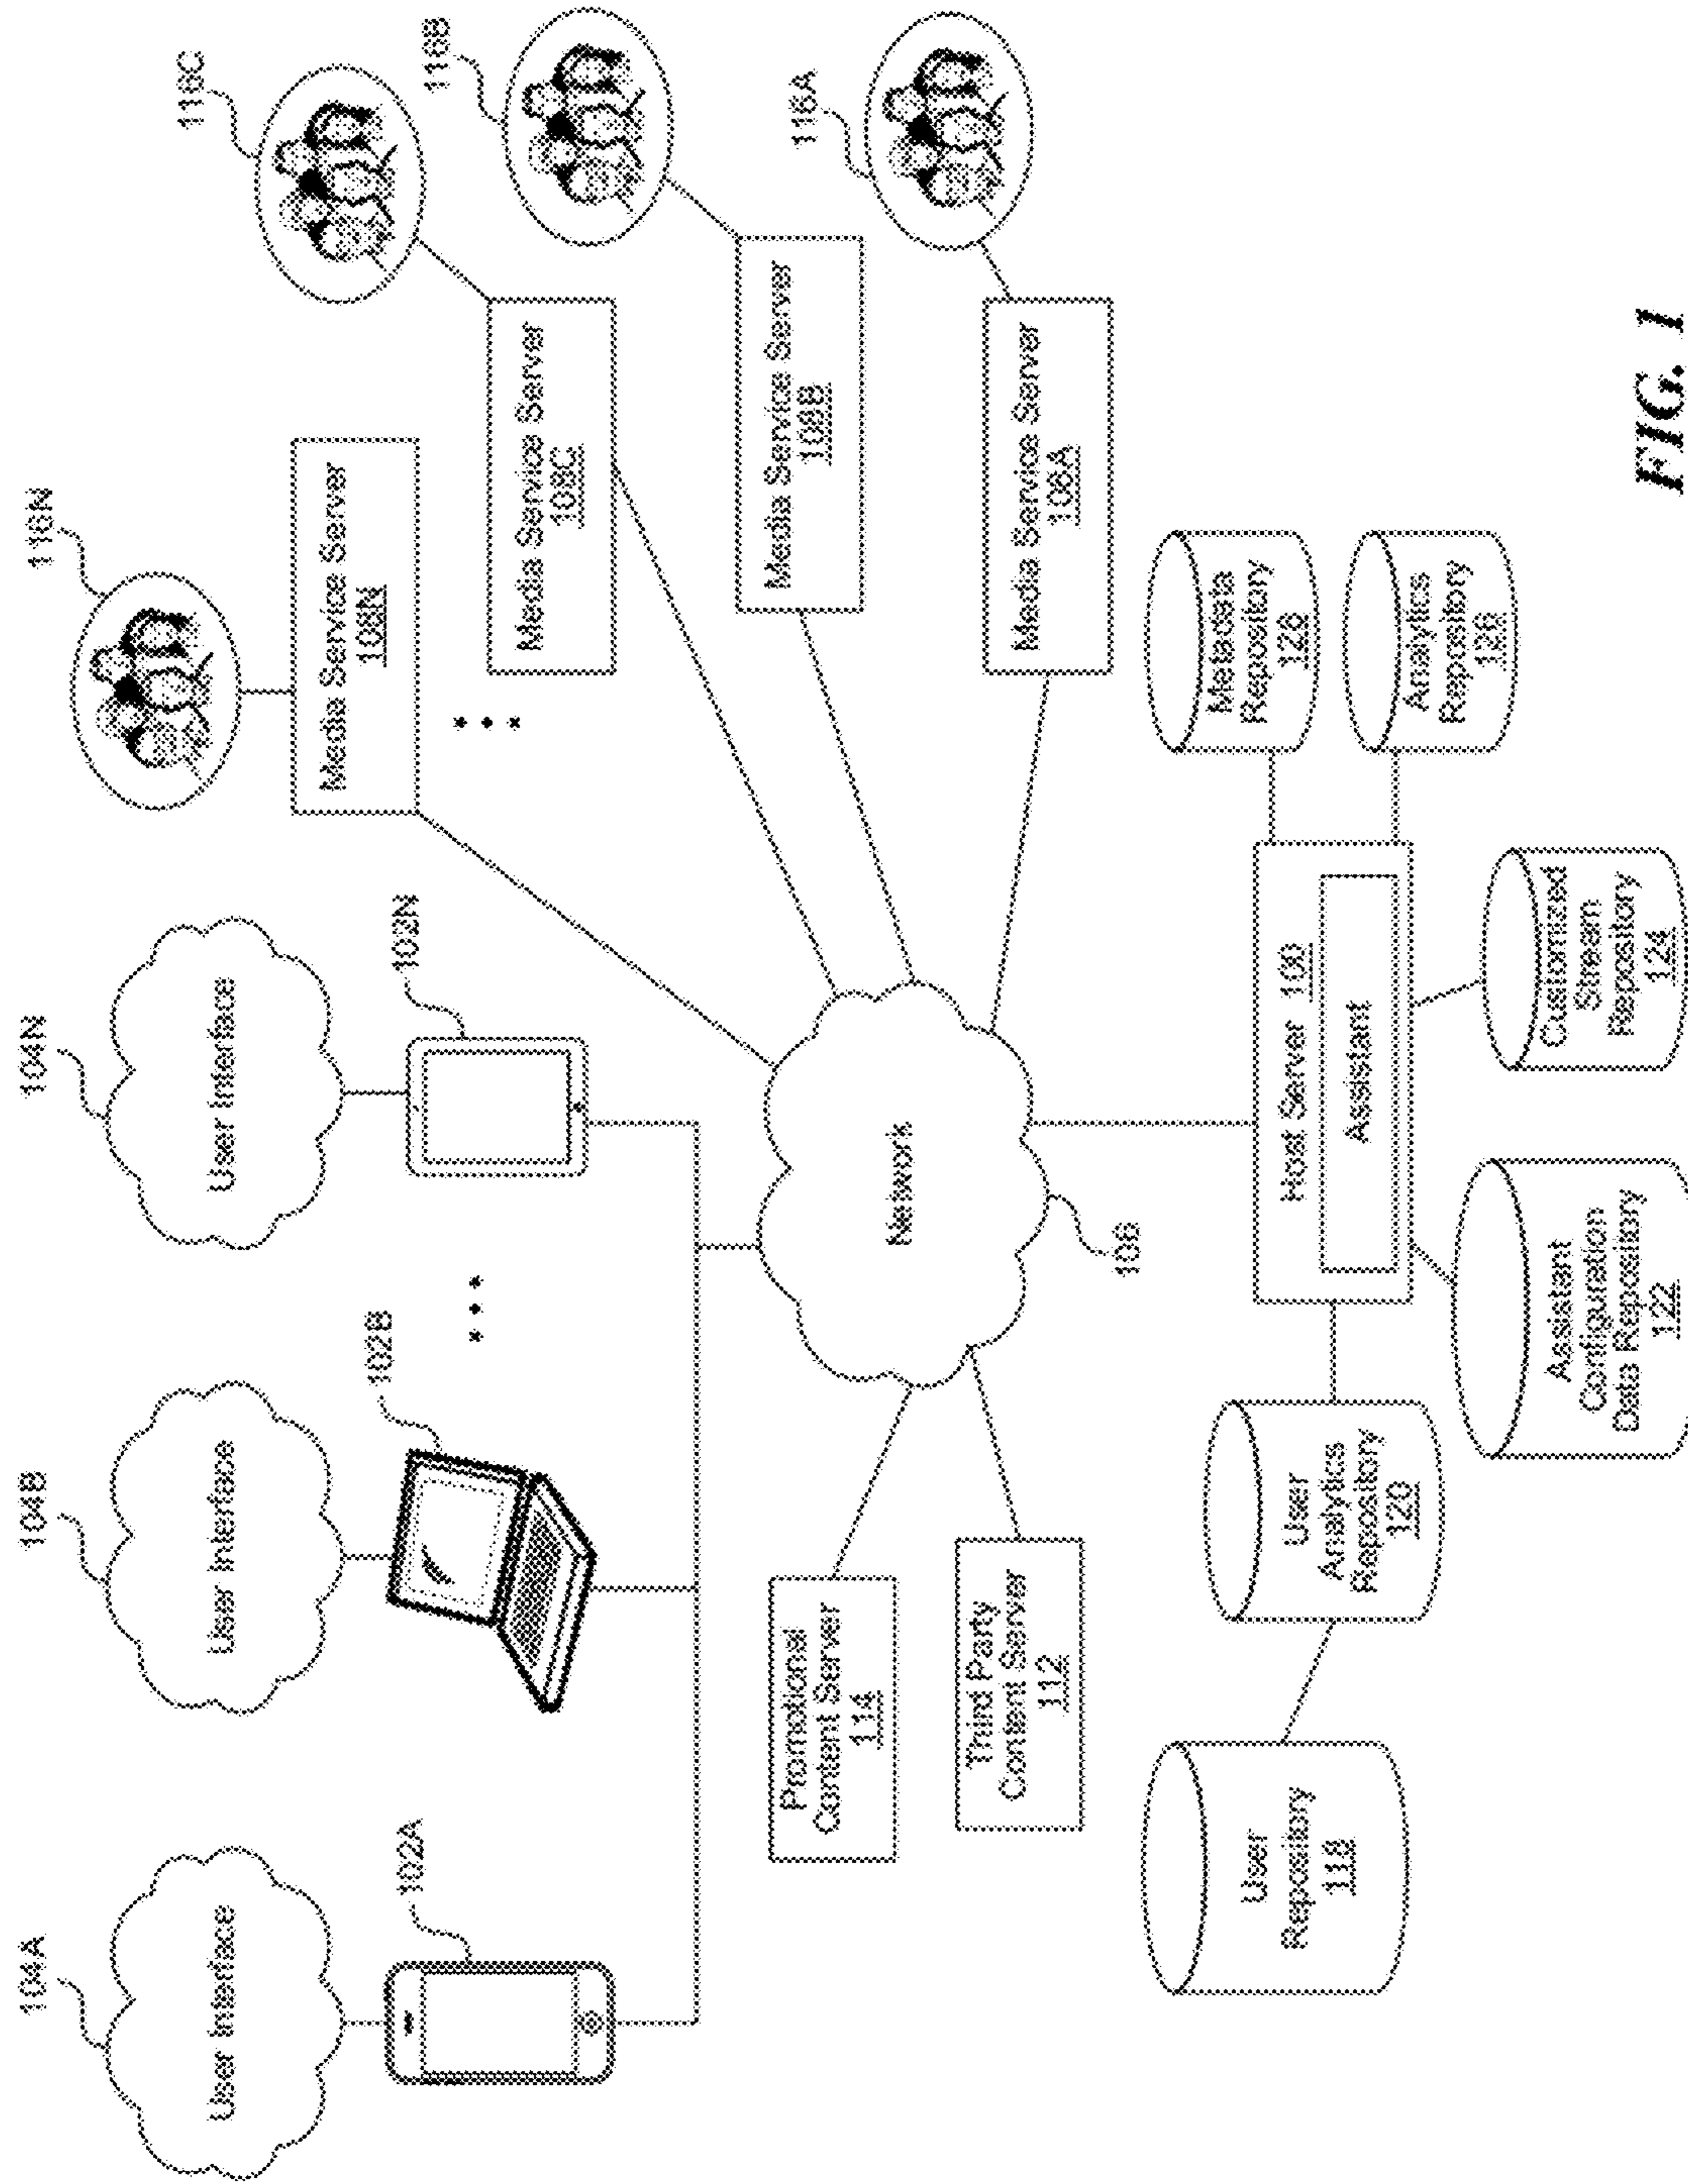 104A
104B
104N
116N
User Interface
User Interface
User Interface
102A
102B
102N
• • •
Media Service Server
108N
116C
• • •
Media Service Server
108C
116B
Media Service Server
108B
116A
Media Service Server
108A
Promotional
Content Server
114
Third Party
Content Server
112
Network
106
User
Repository
118
User
Analytics
Repository
120
Host Server 100
Assistant
Metadata
Repository
128
Analytics
Repository
126
Assistant
Configuration
Data Repository
122
Customized
Stream
Repository
124
FIG. 1